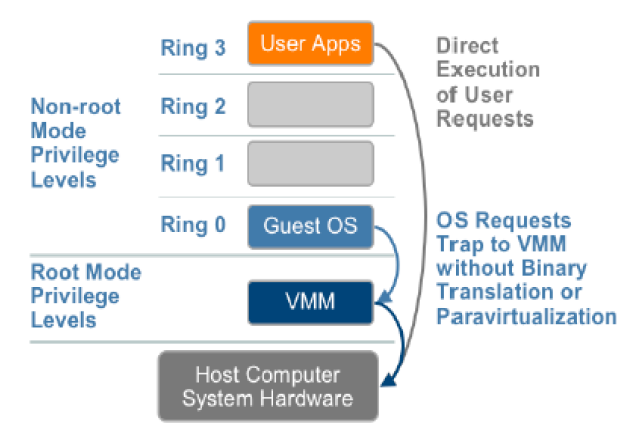 Ring 3
User Apps
Direct
Execution
of User
Requests
Non-root
Mode
Privilege
Levels
Ring 2
Ring 1
Ring 0
Guest OS
OS Requests
Trap to VMM
without Binary
Translation or
Paravirtualization
Root Mode
Privilege
Levels
VMM
Host Computer
System Hardware